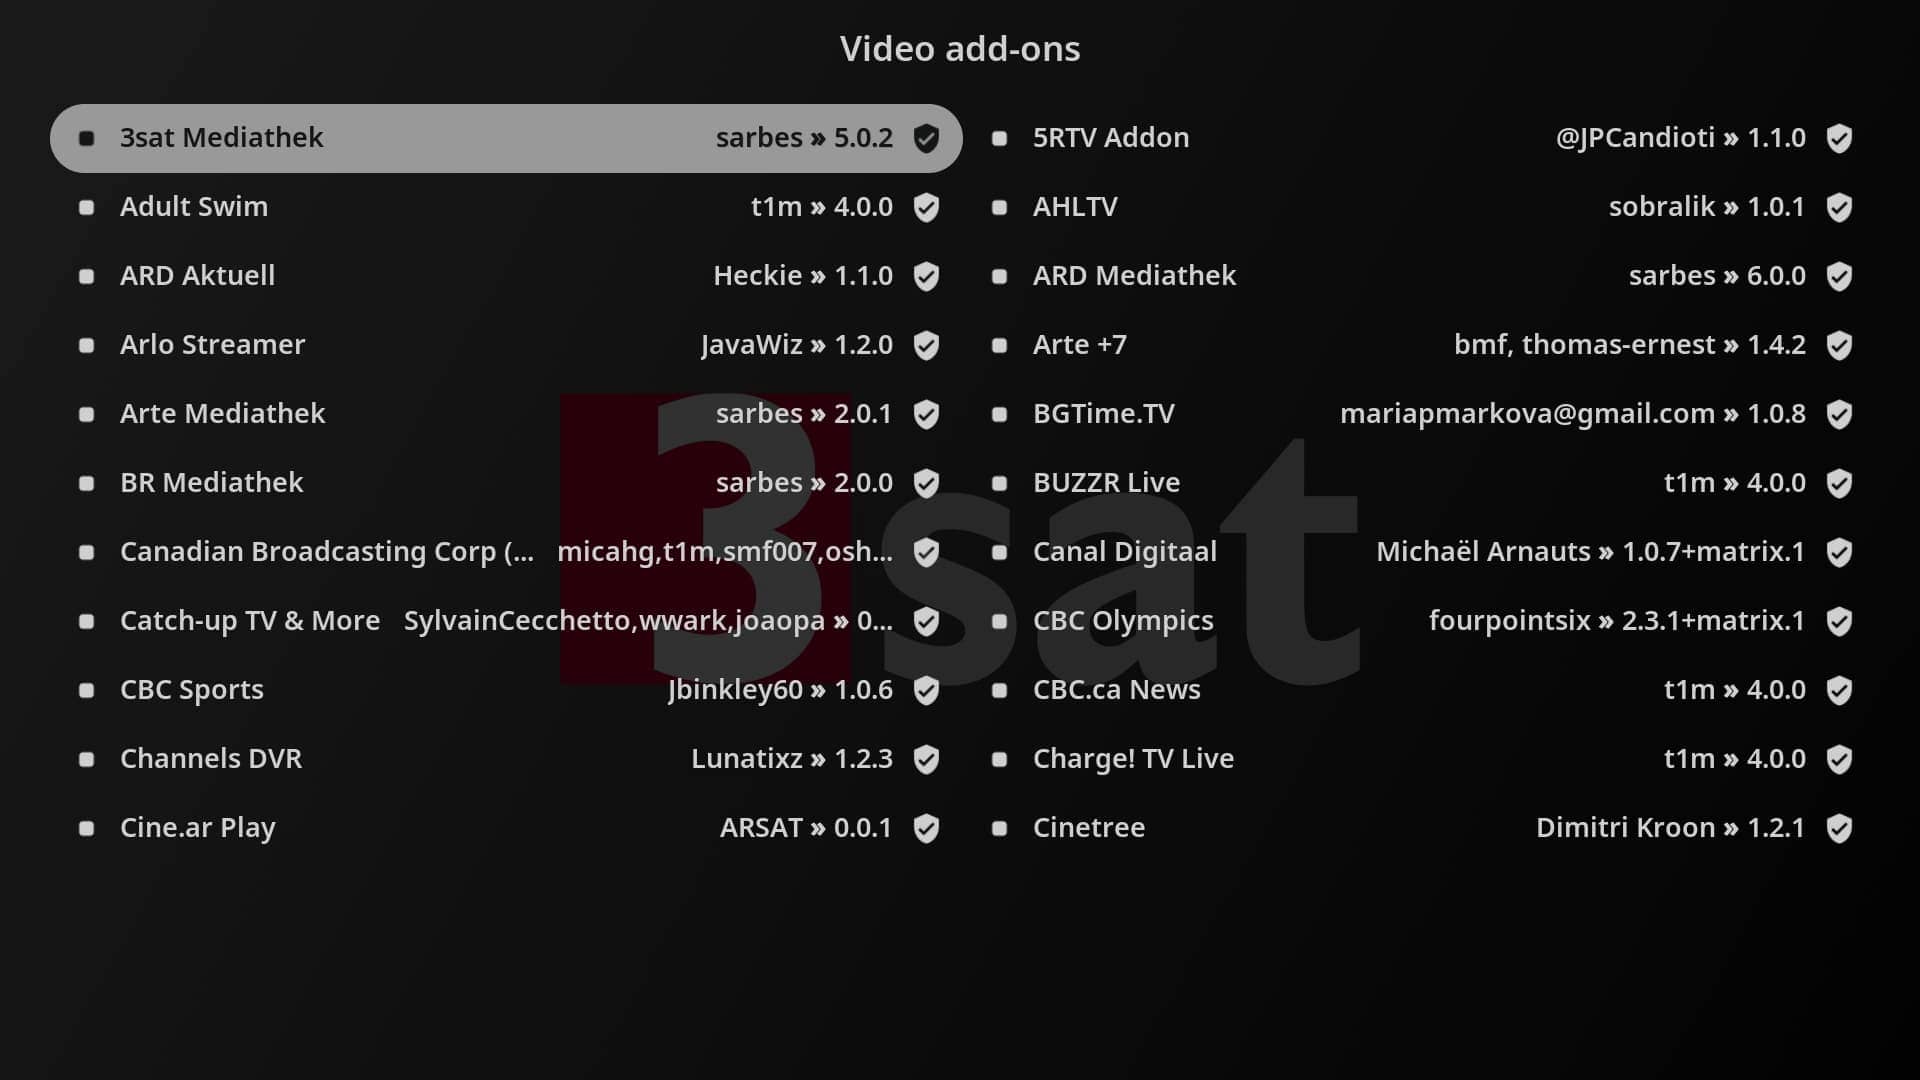 Video add-ons
3sat Mediathek sarbes » 5.0.2
5RTV Addon @JPCandioti » 1.1.0
Adult Swim t1m » 4.0.0
AHLTV sobralik » 1.0.1
ARD Aktuell Heckie » 1.1.0
ARD Mediathek sarbes » 6.0.0
Arlo Streamer JavaWiz » 1.2.0
Arte +7 bmf, thomas-ernest » 1.4.2
Arte Mediathek sarbes » 2.0.1
BGTime.TV mariapmarkova@gmail.com » 1.0.8
BR Mediathek sarbes » 2.0.0
BUZZR Live t1m » 4.0.0
Canadian Broadcasting Corp (... micahg,t1m,smf007,osh...
Canal Digitaal Michaël Arnauts » 1.0.7+matrix.1
Catch-up TV & More SylvainCecchetto,wwark,joaopa » 0...
CBC Olympics fourpointsix » 2.3.1+matrix.1
CBC Sports Jbinkley60 » 1.0.6
CBC.ca News t1m » 4.0.0
Channels DVR Lunatixz » 1.2.3
Charge! TV Live t1m » 4.0.0
Cine.ar Play ARSAT » 0.0.1
Cinetree Dimitri Kroon » 1.2.1
3sat